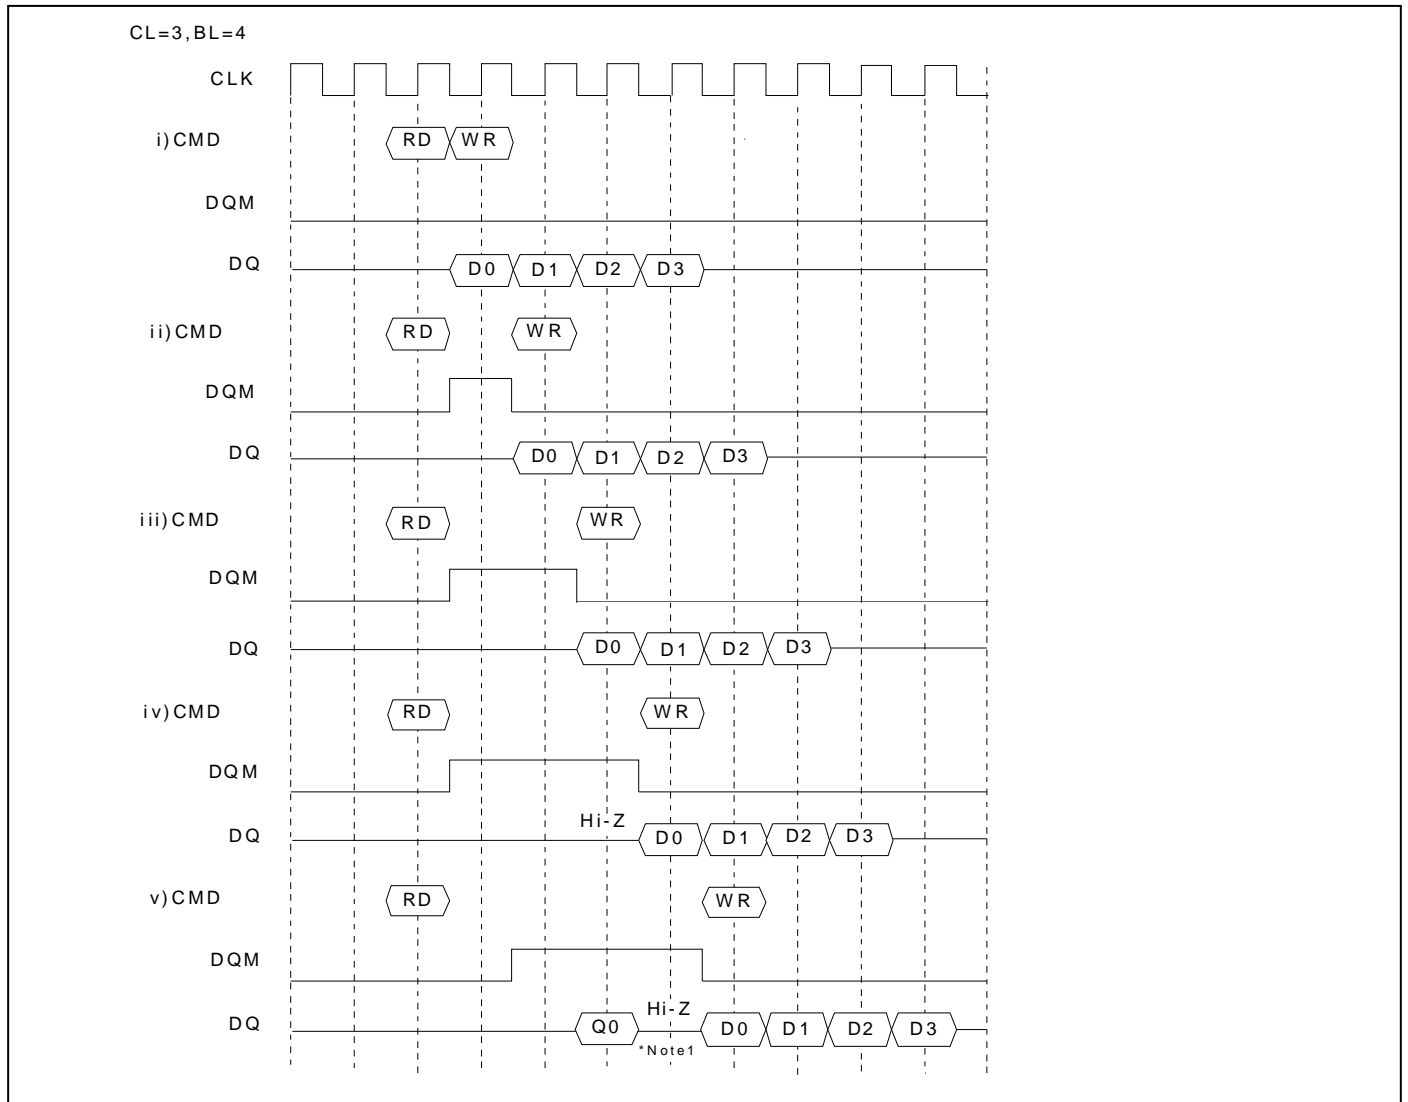 CL=3,BL=4
CLK
i)CMD RD WR
DQM
DQ D0 D1 D2 D3
ii)CMD RD WR
DQM
DQ D0 D1 D2 D3
iii)CMD RD WR
DQM
DQ D0 D1 D2 D3
iv)CMD RD WR
DQM
Hi-Z
DQ D0 D1 D2 D3
v)CMD RD WR
DQM
Hi-Z
DQ Q0 D0 D1 D2 D3
*Note1